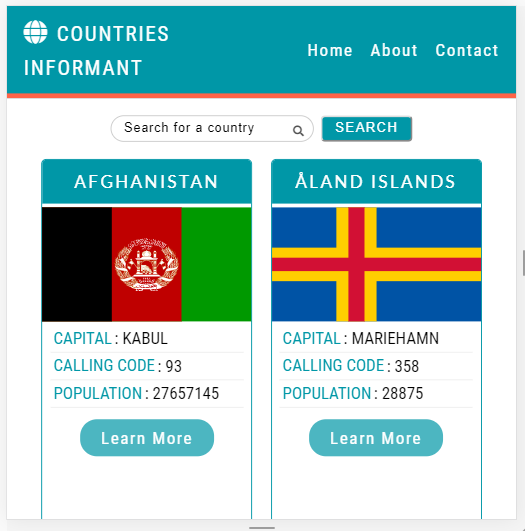 COUNTRIES
INFORMANT
Home About Contact
Search for a country
SEARCH
AFGHANISTAN
CAPITAL : KABUL
CALLING CODE : 93
POPULATION : 27657145
Learn More
ÅLAND ISLANDS
CAPITAL : MARIEHAMN
CALLING CODE : 358
POPULATION : 28875
Learn More